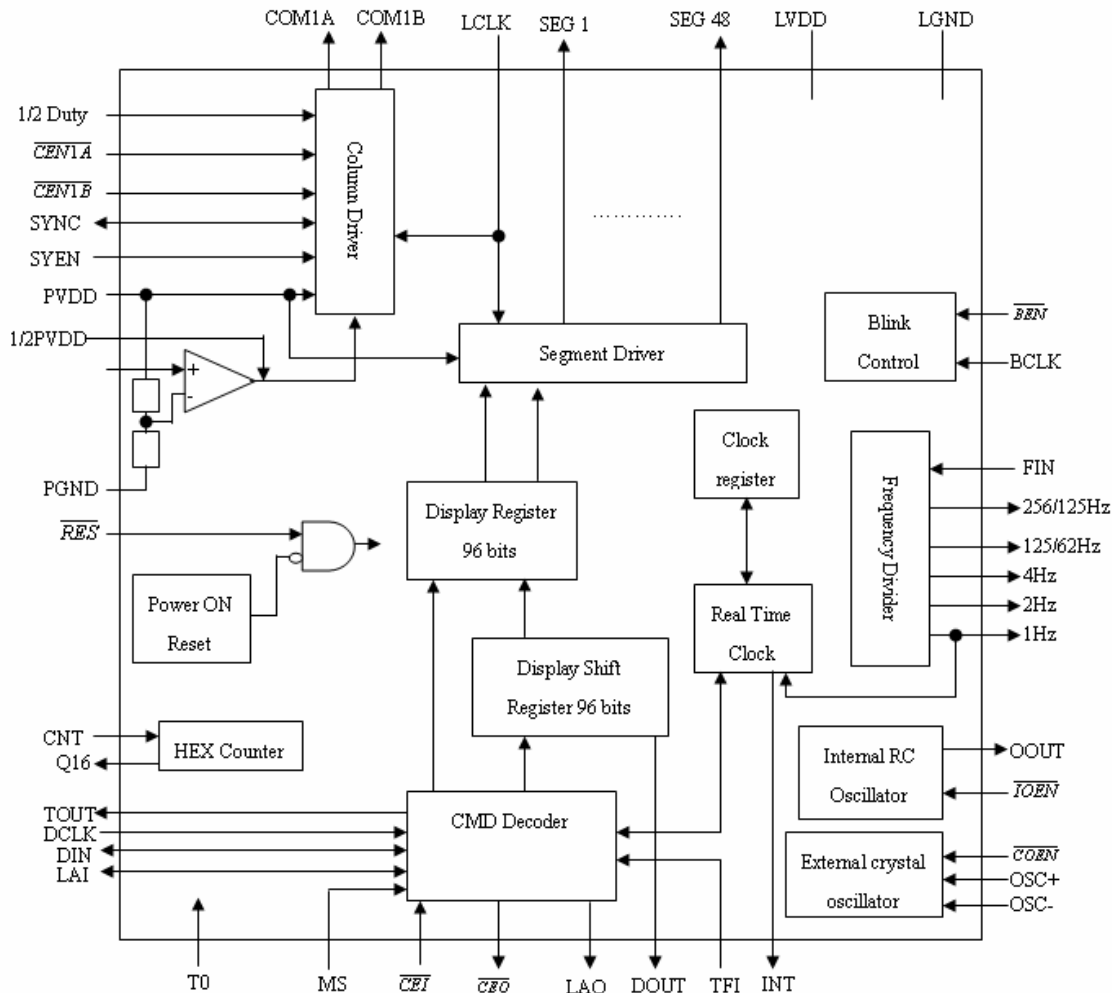 COM1A COM1B LCLK SEG 1 SEG 48 LVDD LGND
1/2 Duty
CEN1A
CEN1B
SYNC
SYEN
PVDD
1/2PVDD
+
-
PGND
RES
Column Driver
Segment Driver
Blink
Control
BEN
BCLK
Clock
register
Frequency Divider
FIN
256/125Hz
125/62Hz
4Hz
2Hz
1Hz
Display Register
96 bits
Power ON
Reset
Real Time
Clock
Display Shift
Register 96 bits
CNT
Q16
HEX Counter
Internal RC
Oscillator
OOUT
IOEN
TOUT
DCLK
DIN
LAI
CMD Decoder
External crystal
oscillator
COEN
OSC+
OSC-
T0 MS CEI CEO LAO DOUT TFI INT